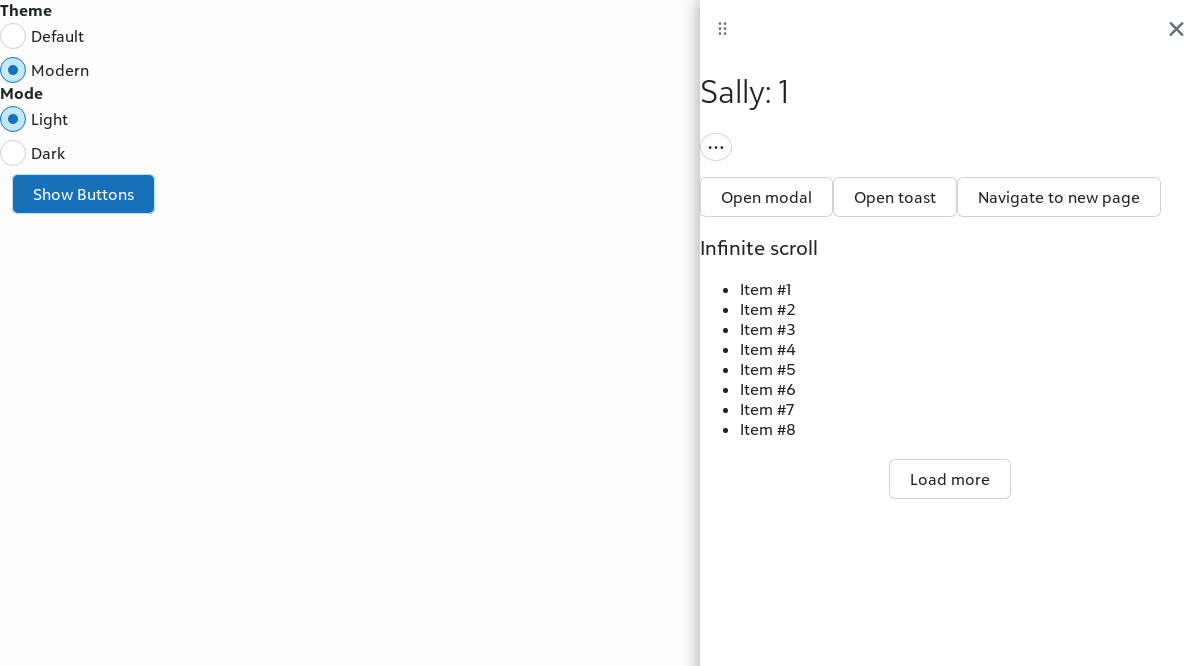 Theme
Default
Modern
Mode
Light
Dark
Show Buttons
Sally: 1
Open modal
Open toast
Navigate to new page
Infinite scroll
Item #1
Item #2
Item #3
Item #4
Item #5
Item #6
Item #7
Item #8
Load more